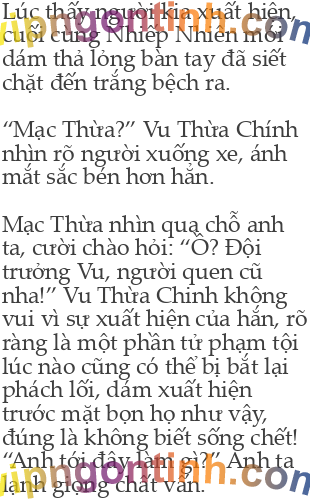 Lúc thấy người kia xuất hiện,
cuối cùng Nhiếp Nhiên mới
dám thả lỏng bàn tay đã siết
chặt đến trắng bệch ra.
“Mạc Thừa?” Vu Thừa Chính
nhìn rõ người xuống xe, ánh
mắt sắc bén hơn hẳn.
Mạc Thừa nhìn qua chỗ anh
ta, cười chào hỏi: “Ồ? Đội
trưởng Vu, người quen cũ
nha!” Vu Thừa Chinh không
vui vì sự xuất hiện của hắn, rõ
ràng là một phần tử phạm tội
lúc nào cũng có thể bị bắt lại
phách lối, dám xuất hiện
trước mặt bọn họ như vậy,
đúng là không biết sống chết!
“Anh tới đây làm gì?” Anh ta
lạnh giọng chất vấn.
vipngontinh.com
vipngontinh.com